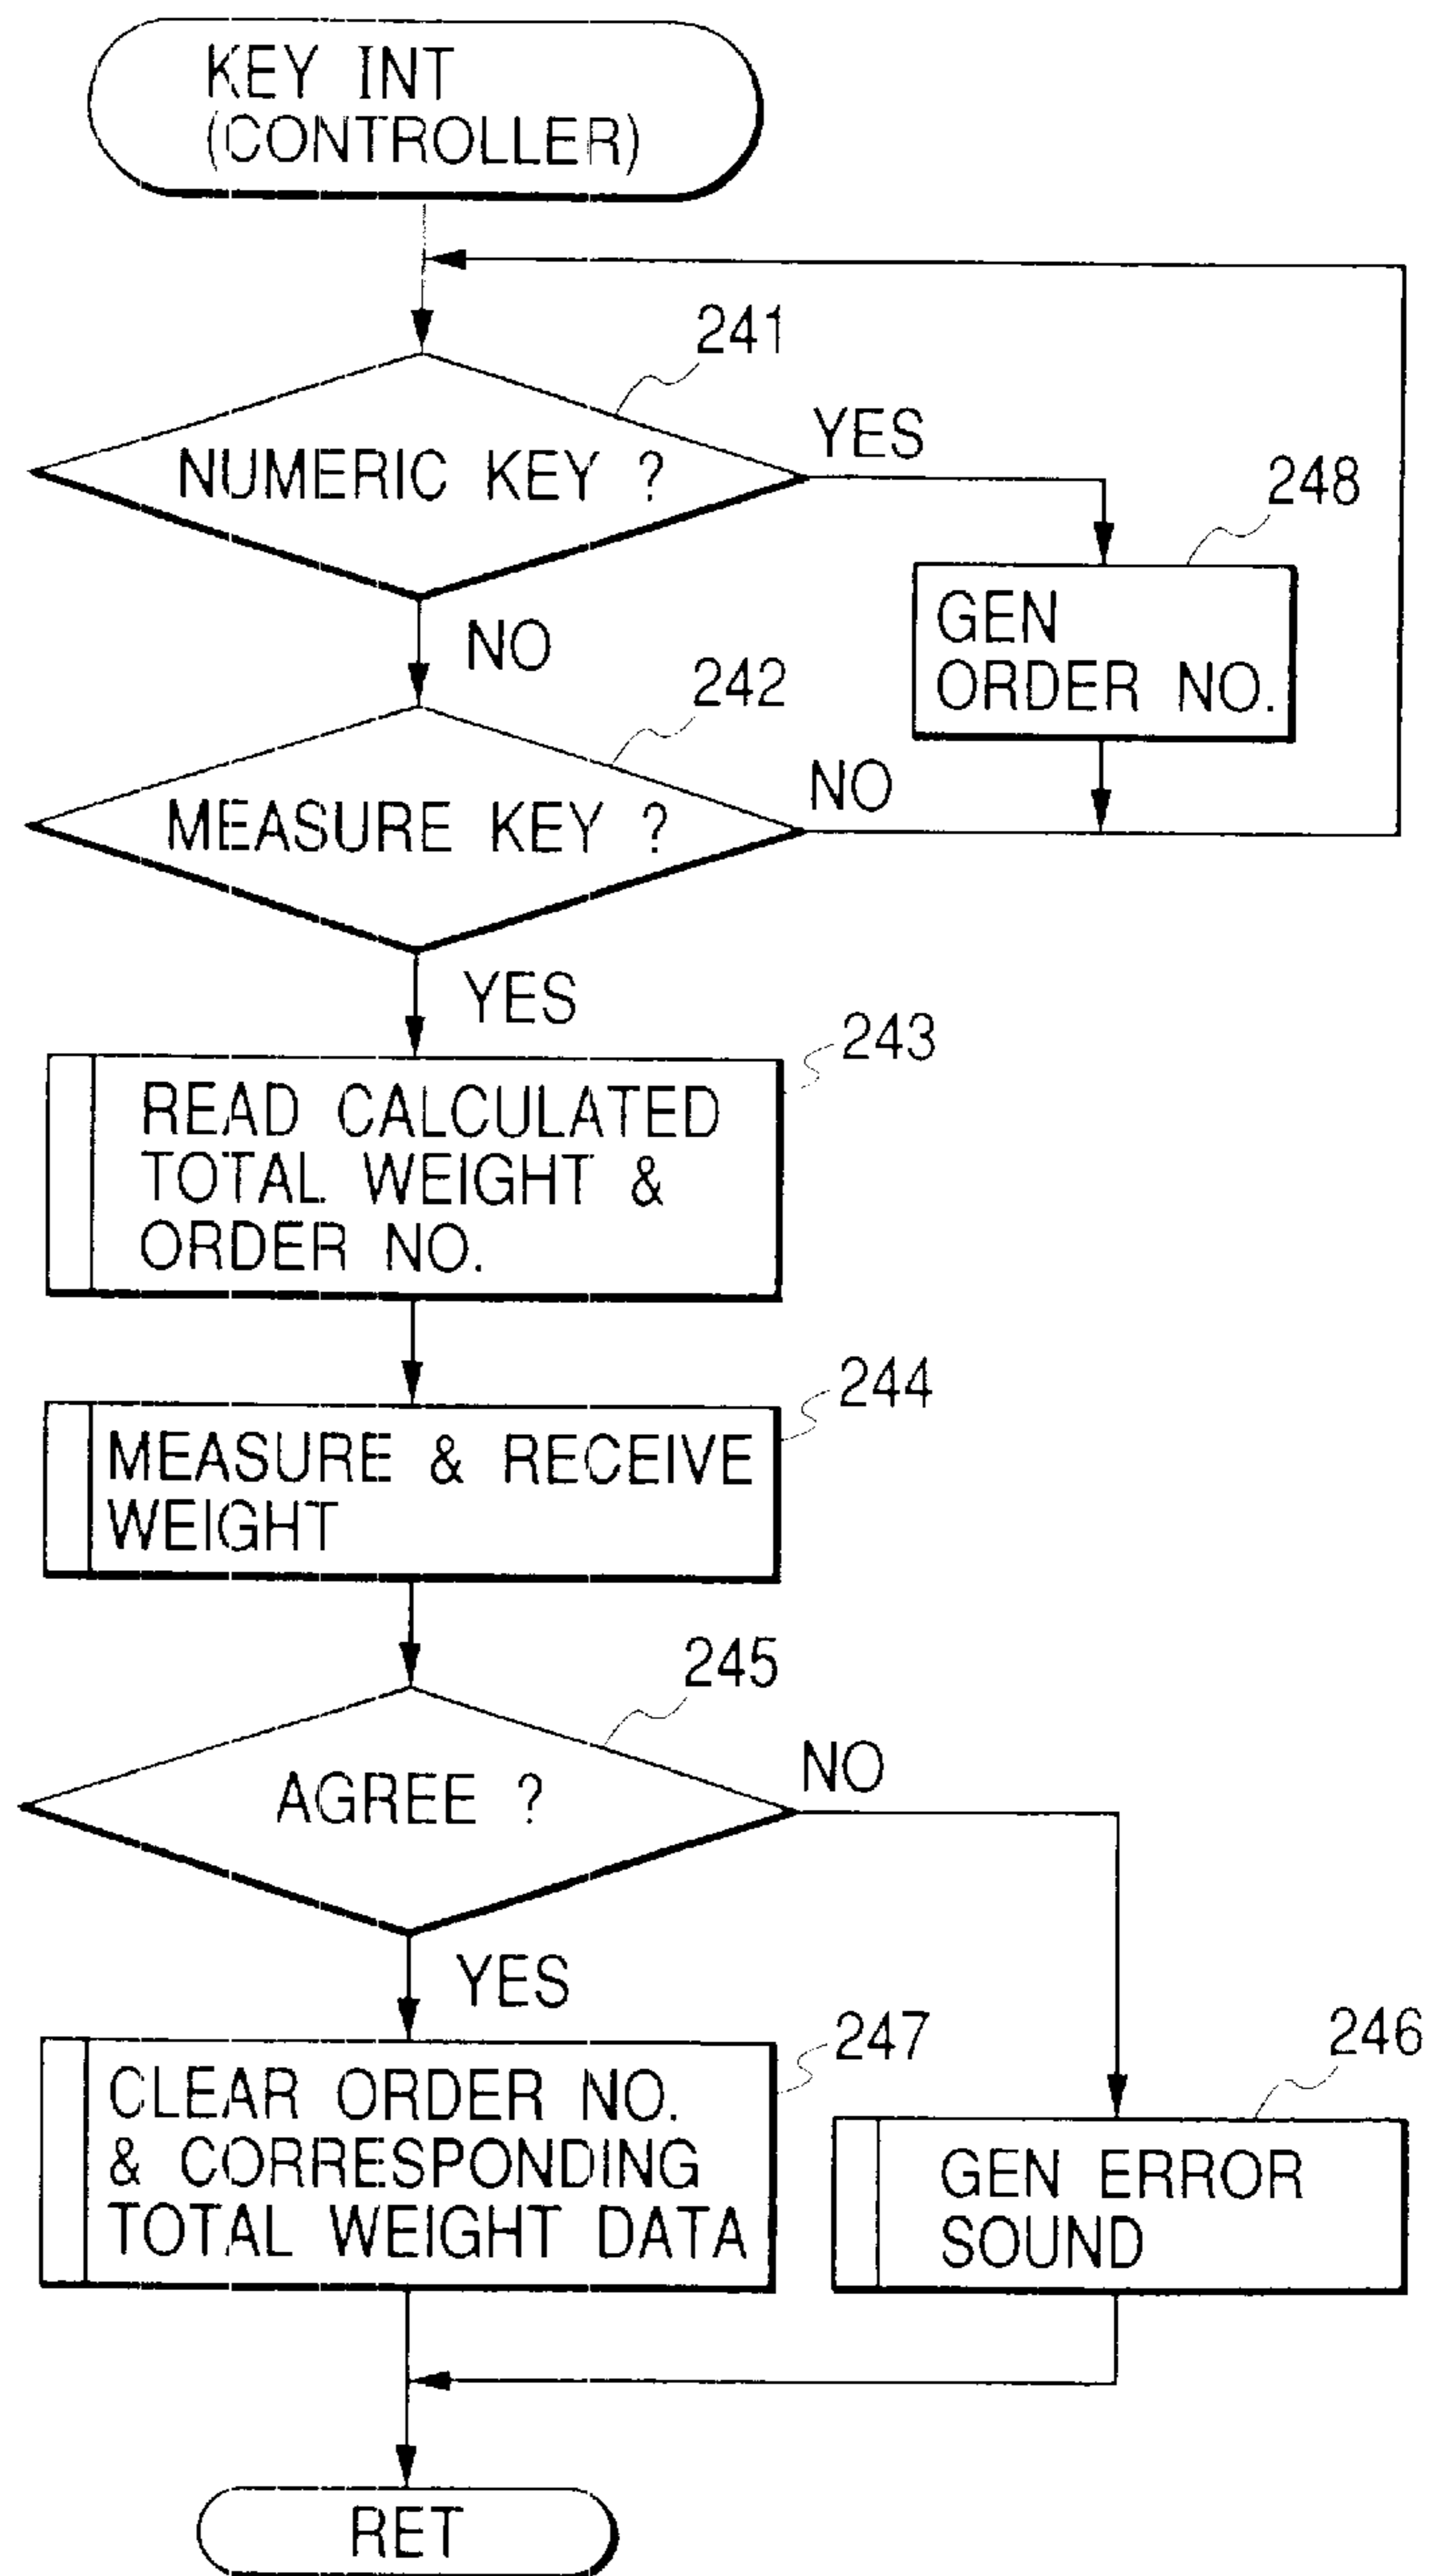 KEY INT
(CONTROLLER)
241
NUMERIC KEY ?
YES
248
GEN
ORDER NO.
NO
242
MEASURE KEY ?
NO
YES
243
READ CALCULATED
TOTAL WEIGHT &
ORDER NO.
244
MEASURE & RECEIVE
WEIGHT
245
AGREE ?
NO
YES
247
CLEAR ORDER NO.
& CORRESPONDING
TOTAL WEIGHT DATA
246
GEN ERROR
SOUND
RET